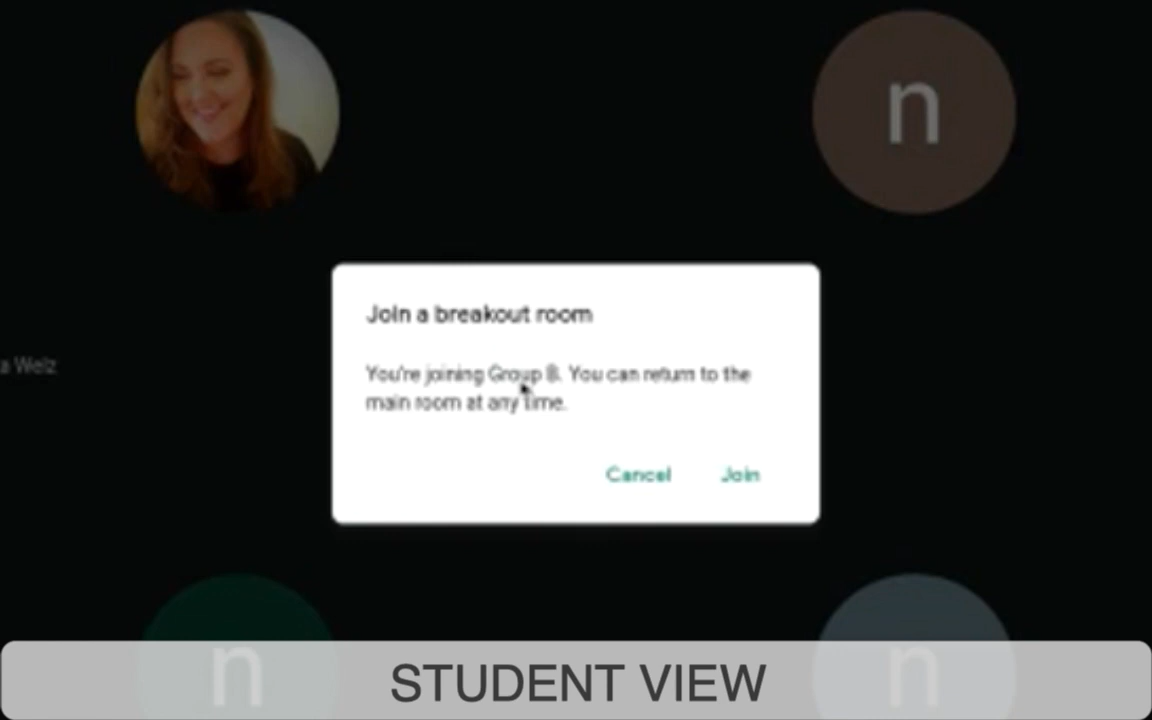 n
Join a breakout room
a Welz
You're joining Group B. You can return to the
main room at any time.
Cancel Join
n n
STUDENT VIEW